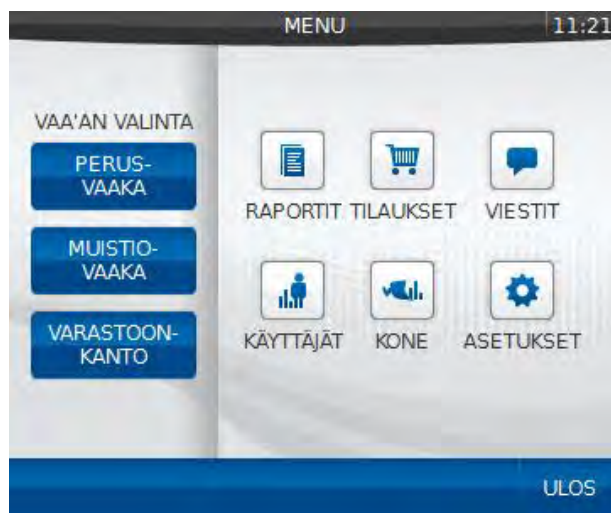 MENU 11:21
VAA'AN VALINTA
PERUS-
VAAKA
MUISTIO-
VAAKA
VARASTOON-
KANTO
RAPORTIT TILAUKSET VIESTIT
KÄYTTÄJÄT KONE ASETUKSET
ULOS